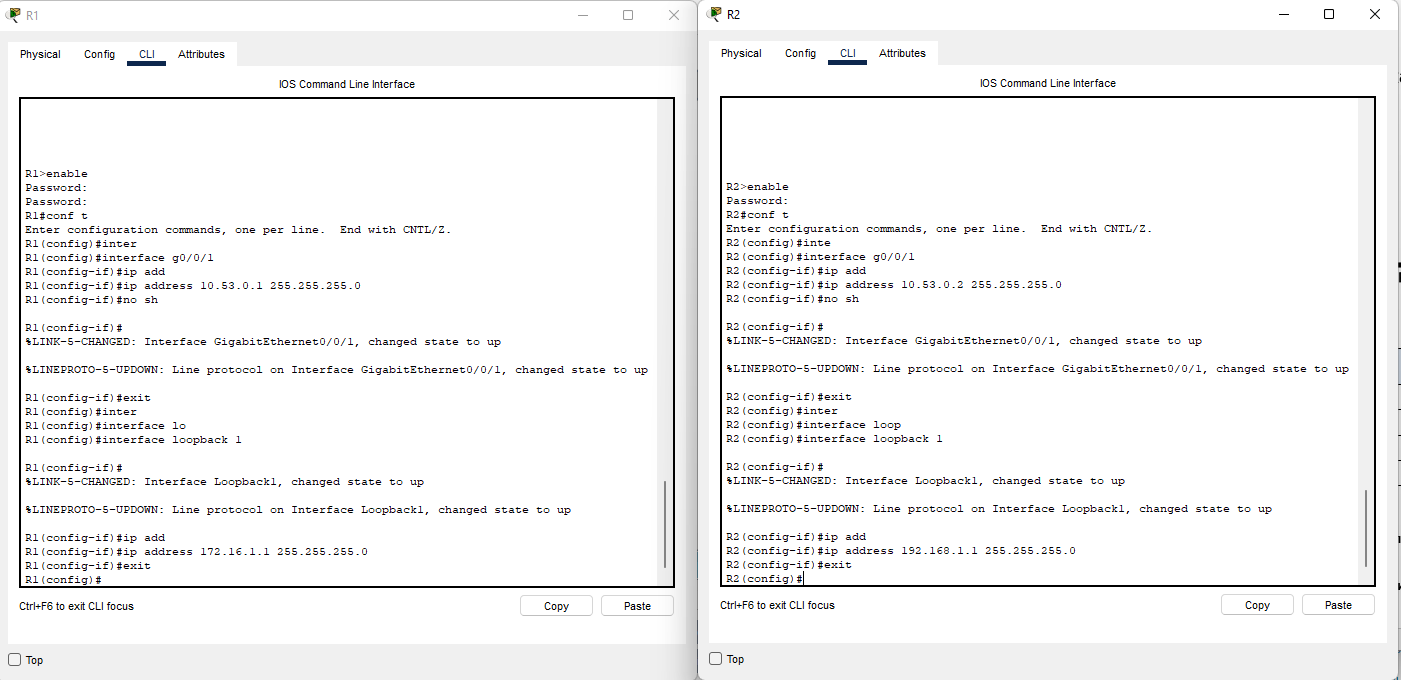 R1
Physical Config CLI Attributes
IOS Command Line Interface
R1>enable
Password:
Password:
R1#conf t
Enter configuration commands, one per line.  End with CNTL/Z.
R1(config)#inter
R1(config)#interface g0/0/1
R1(config-if)#ip add
R1(config-if)#ip address 10.53.0.1 255.255.255.0
R1(config-if)#no sh
R1(config-if)#
%LINK-5-CHANGED: Interface GigabitEthernet0/0/1, changed state to up
%LINEPROTO-5-UPDOWN: Line protocol on Interface GigabitEthernet0/0/1, changed state to up
R1(config-if)#exit
R1(config)#inter
R1(config)#interface lo
R1(config)#interface loopback 1
R1(config-if)#
%LINK-5-CHANGED: Interface Loopback1, changed state to up
%LINEPROTO-5-UPDOWN: Line protocol on Interface Loopback1, changed state to up
R1(config-if)#ip add
R1(config-if)#ip address 172.16.1.1 255.255.255.0
R1(config-if)#exit
R1(config)#
Ctrl+F6 to exit CLI focus
Copy Paste
Top
R2
Physical Config CLI Attributes
IOS Command Line Interface
R2>enable
Password:
R2#conf t
Enter configuration commands, one per line.  End with CNTL/Z.
R2(config)#inte
R2(config)#interface g0/0/1
R2(config-if)#ip add
R2(config-if)#ip address 10.53.0.2 255.255.255.0
R2(config-if)#no sh
R2(config-if)#
%LINK-5-CHANGED: Interface GigabitEthernet0/0/1, changed state to up
%LINEPROTO-5-UPDOWN: Line protocol on Interface GigabitEthernet0/0/1, changed state to up
R2(config-if)#exit
R2(config)#inter
R2(config)#interface loop
R2(config)#interface loopback 1
R2(config-if)#
%LINK-5-CHANGED: Interface Loopback1, changed state to up
%LINEPROTO-5-UPDOWN: Line protocol on Interface Loopback1, changed state to up
R2(config-if)#ip add
R2(config-if)#ip address 192.168.1.1 255.255.255.0
R2(config-if)#exit
R2(config)#
Ctrl+F6 to exit CLI focus
Copy Paste
Top